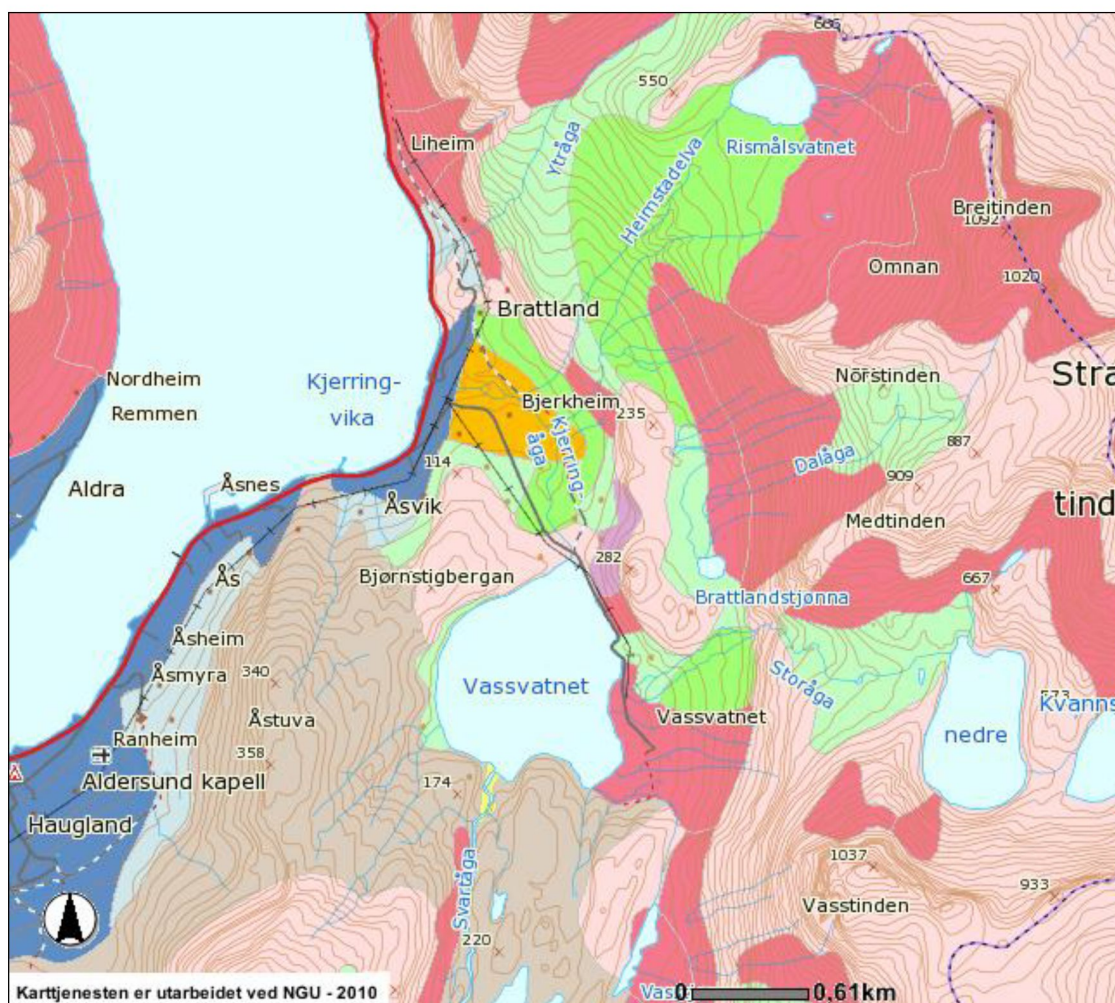 686
550
Liheim
Ytråga
Rismålsvatnet
Heimstadelva
Breitinden
1092
Omnan
1020
Brattland
Nordheim
Remmen
Kjerring-
vika
Nørstinden
Stra
Bjerkheim
235
Kjerring-
åga
887
Dalåga
114
Aldra
Åsnes
909
Åsvik
Medtinden
tind
282
Ås
Bjørnstigbergan
667
Brattlandstjønna
Åsheim
Åsmyra
340
Vassvatnet
Storåga
573
Kvanns
Åstuva
Vassvatnet
Ranheim
nedre
358
Aldersund kapell
174
Haugland
1037
Svartåga
933
Vasstinden
220
Karttjenesten er utarbeidet ved NGU - 2010
0 0.61km